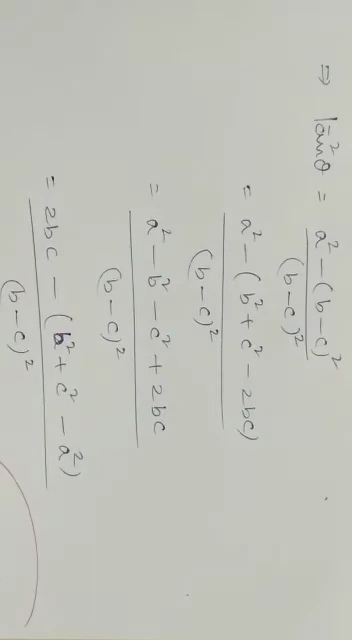 ⇒ tan²θ = a² − (b−c)² / (b−c)²
= a² − (b² + c² − 2bc) / (b−c)²
= a² − b² − c² + 2bc / (b−c)²
= 2bc − (b² + c² − a²) / (b−c)²